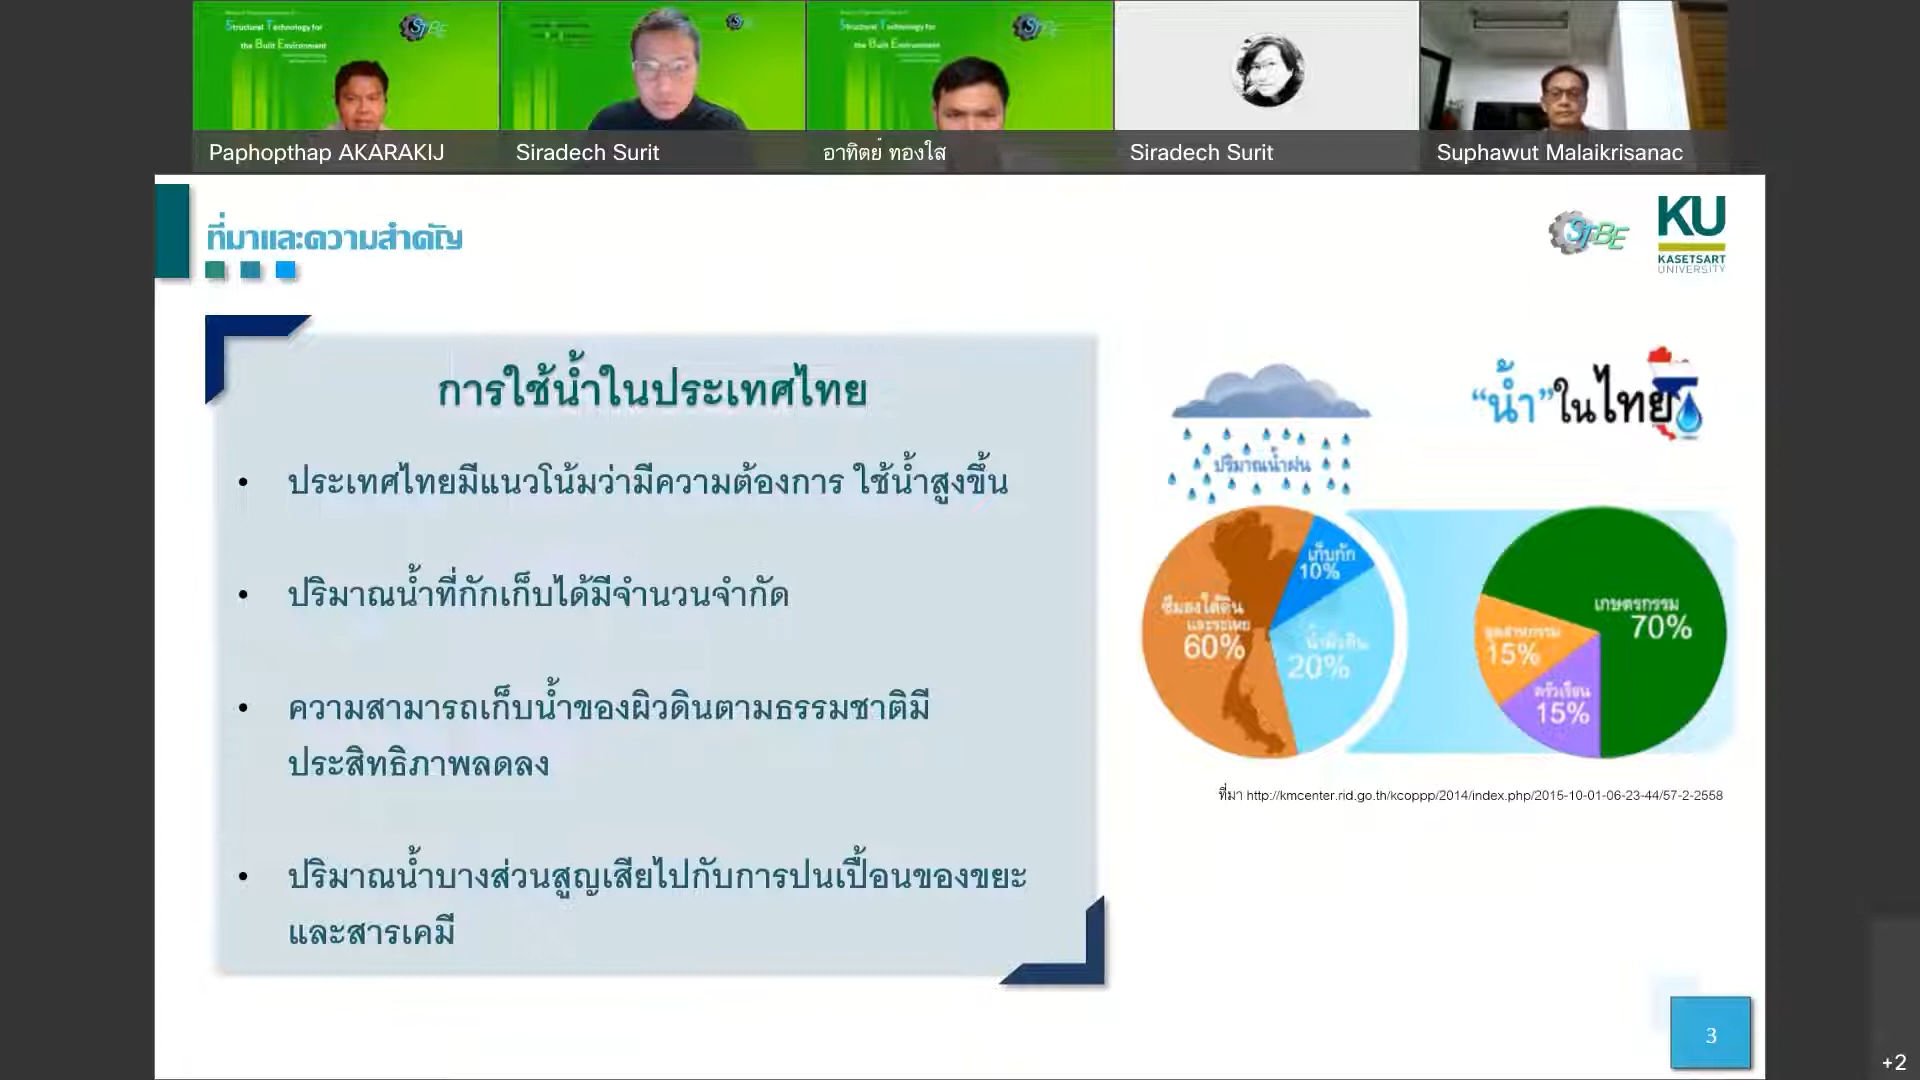 Structural Technology for
the Built Environment
Structural Technology for
the Built Environment
Paphopthap AKARAKIJ
Siradech Surit
อาทิตย์ ทองใส
Siradech Surit
Suphawut Malaikrisanac
ที่มาและความสำคัญ
STBE
KU
KASETSART
UNIVERSITY
การใช้น้ำในประเทศไทย
• ประเทศไทยมีแนวโน้มว่ามีความต้องการ ใช้น้ำสูงขึ้น
• ปริมาณน้ำที่กักเก็บได้มีจำนวนจำกัด
• ความสามารถเก็บน้ำของผิวดินตามธรรมชาติมี
ประสิทธิภาพลดลง
• ปริมาณน้ำบางส่วนสูญเสียไปกับการปนเปื้อนของขยะ
และสารเคมี
“น้ำ”ในไทย
ปริมาณน้ำฝน
เก็บกัก
10%
ซึมลงใต้ดิน
และระเหย
60%
น้ำผิวดิน
20%
เกษตรกรรม
70%
อุตสาหกรรม
15%
ครัวเรือน
15%
ที่มา http://kmcenter.rid.go.th/kcoppp/2014/index.php/2015-10-01-06-23-44/57-2-2558
3
+2